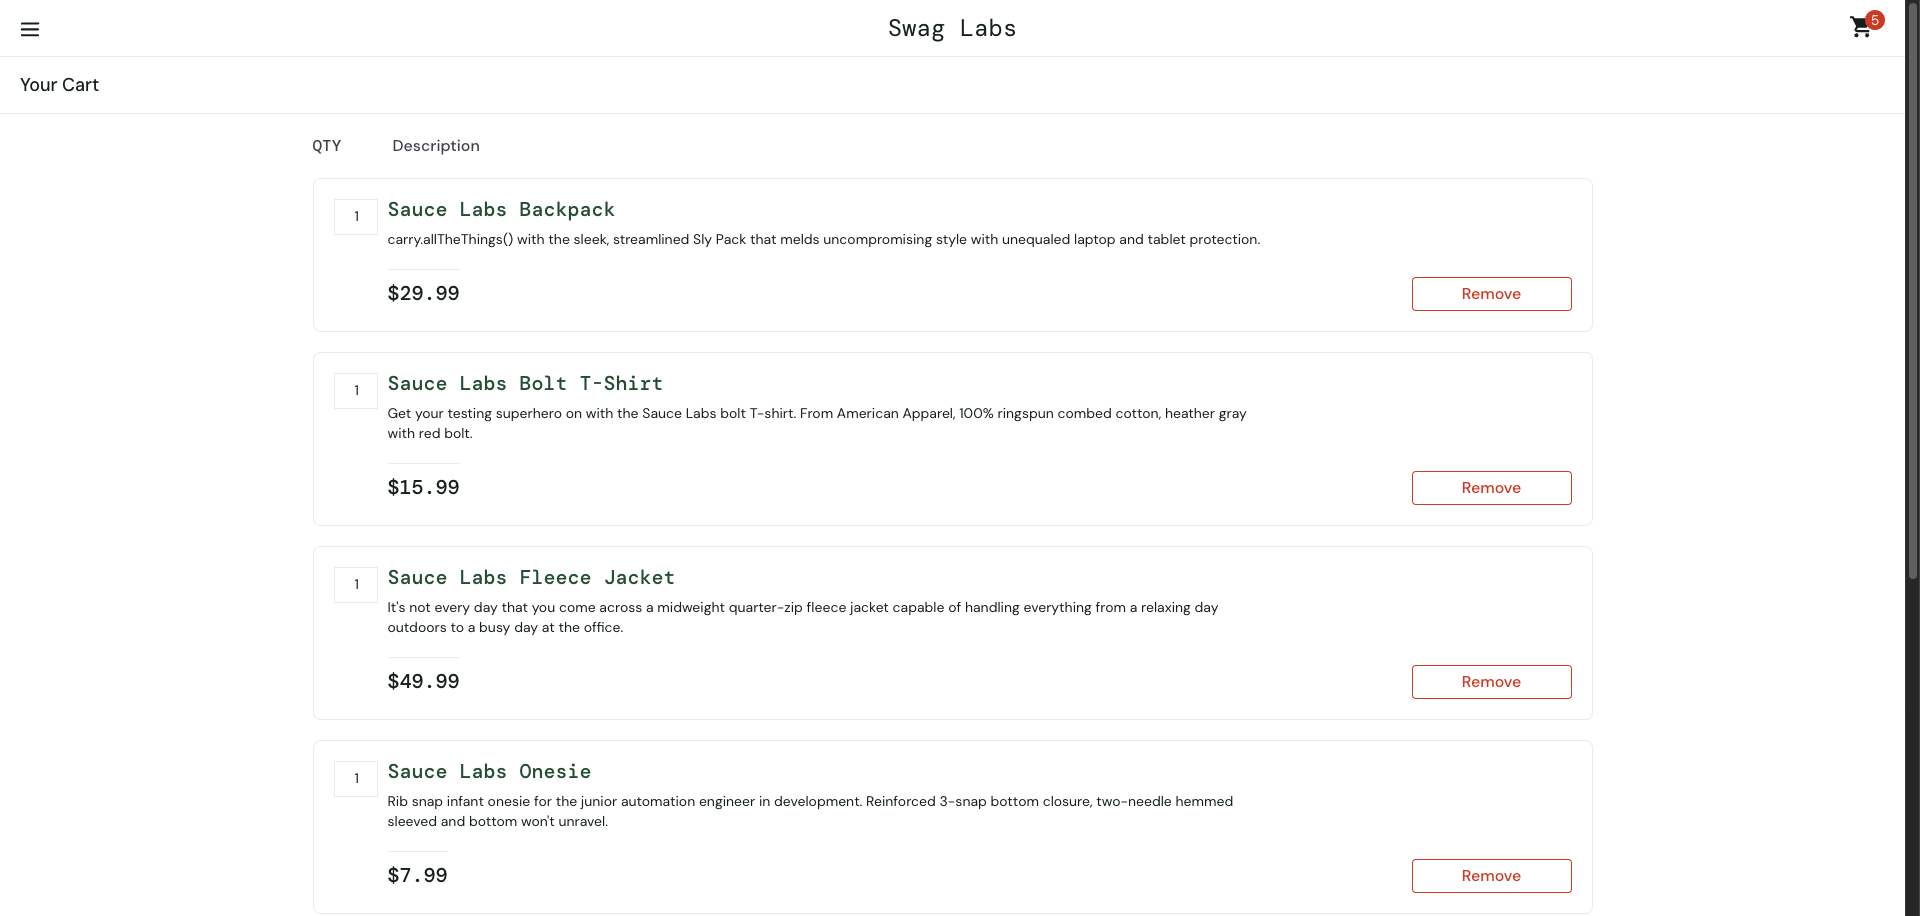 Swag Labs
5
Your Cart
QTY Description
1
Sauce Labs Backpack
carry.allTheThings() with the sleek, streamlined Sly Pack that melds uncompromising style with unequaled laptop and tablet protection.
$29.99
Remove
1
Sauce Labs Bolt T-Shirt
Get your testing superhero on with the Sauce Labs bolt T-shirt. From American Apparel, 100% ringspun combed cotton, heather gray
with red bolt.
$15.99
Remove
1
Sauce Labs Fleece Jacket
It's not every day that you come across a midweight quarter-zip fleece jacket capable of handling everything from a relaxing day
outdoors to a busy day at the office.
$49.99
Remove
1
Sauce Labs Onesie
Rib snap infant onesie for the junior automation engineer in development. Reinforced 3-snap bottom closure, two-needle hemmed
sleeved and bottom won't unravel.
$7.99
Remove